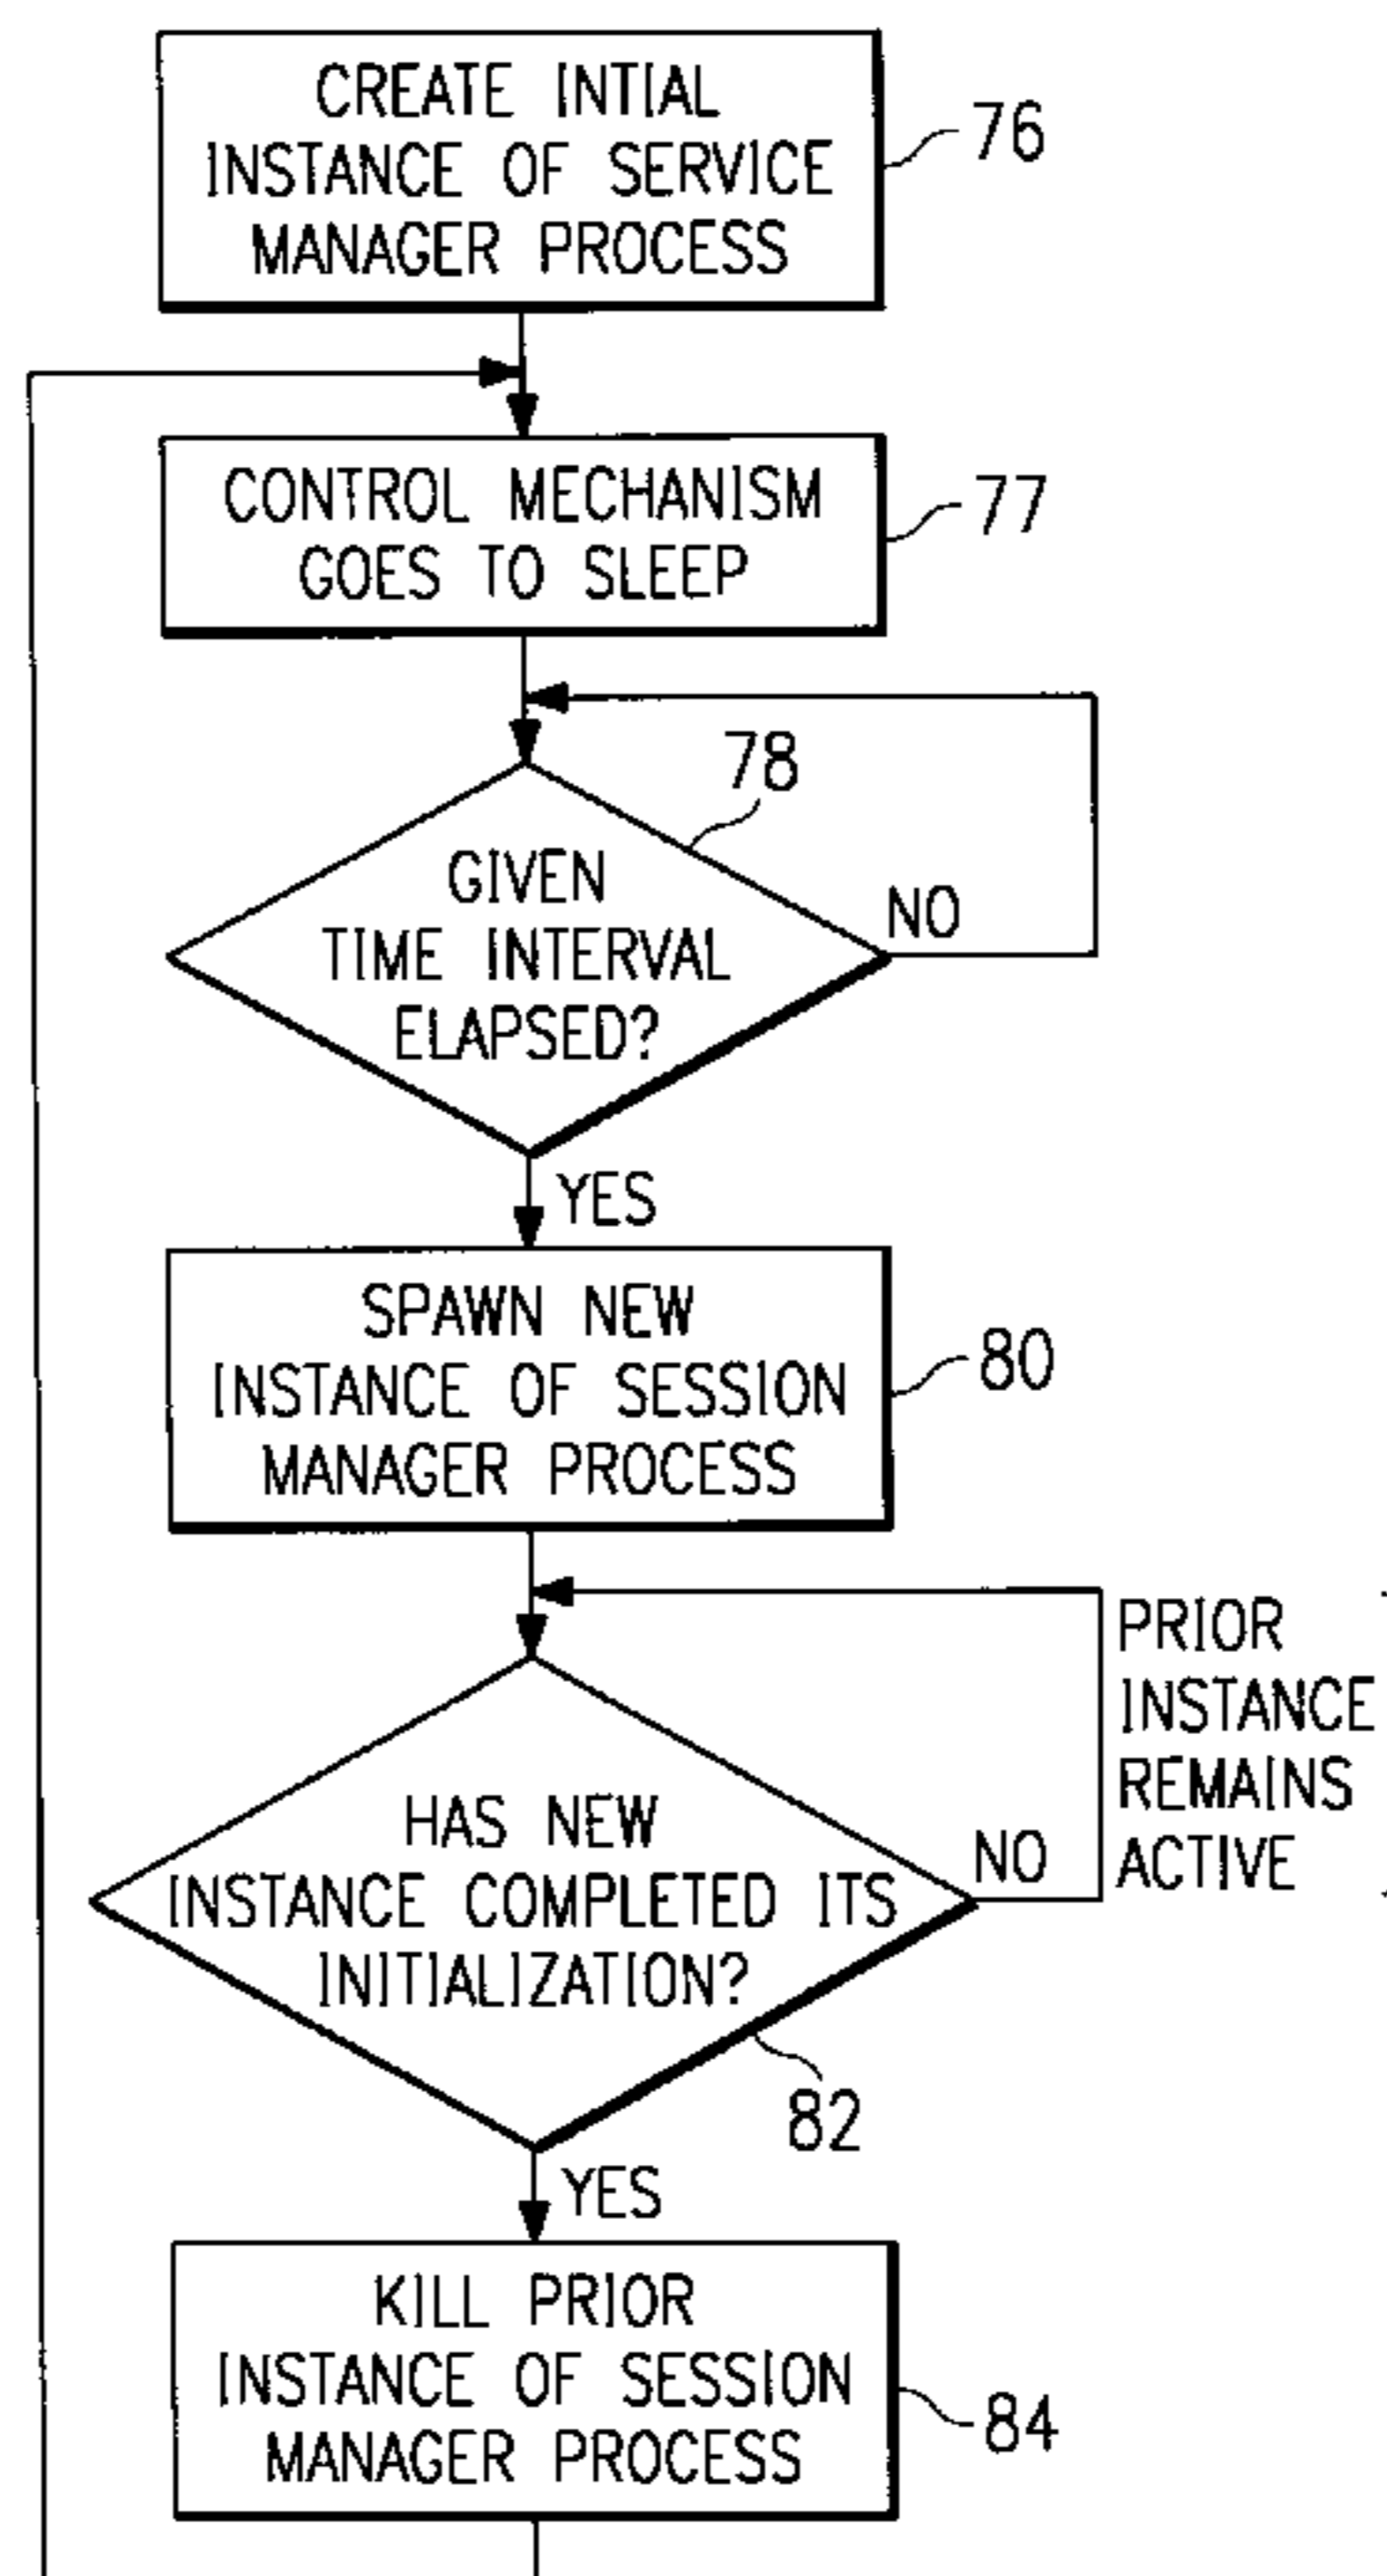 CREATE INTIAL
INSTANCE OF SERVICE
MANAGER PROCESS
76
CONTROL MECHANISM
GOES TO SLEEP
77
78
GIVEN
TIME INTERVAL
ELAPSED?
NO
YES
SPAWN NEW
INSTANCE OF SESSION
MANAGER PROCESS
80
PRIOR
INSTANCE
REMAINS
ACTIVE
HAS NEW
INSTANCE COMPLETED ITS
INITIALIZATION?
NO
82
YES
KILL PRIOR
INSTANCE OF SESSION
MANAGER PROCESS
84